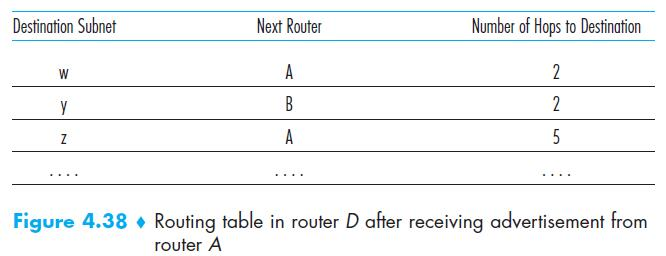 Destination Subnet Next Router Number of Hops to Destination
w A 2
y B 2
z A 5
.... .... ....
Figure 4.38 ♦ Routing table in router D after receiving advertisement from
router A